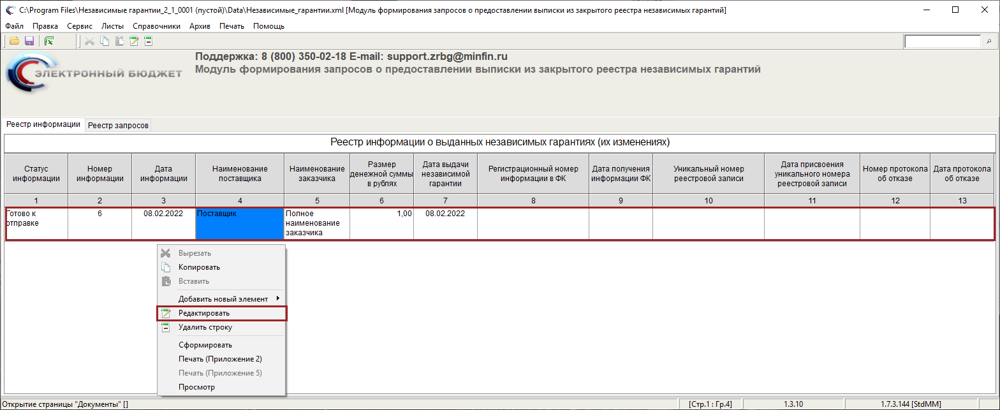 C:\Program Files\Независимые гарантии_2_1_0001 (пустой)\Data\Независимые_гарантии.xml [Модуль формирования запросов о предоставлении выписки из закрытого реестра независимых гарантий]
Файл Правка Сервис Листы Справочники Архив Печать Помощь
Поддержка: 8 (800) 350-02-18 E-mail: support.zrbg@minfin.ru
Модуль формирования запросов о предоставлении выписки из закрытого реестра независимых гарантий
ЭЛЕКТРОННЫЙ БЮДЖЕТ
Реестр информации Реестр запросов
Реестр информации о выданных независимых гарантиях (их изменениях)
Статус информации Номер информации Дата информации Наименование поставщика Наименование заказчика Размер денежной суммы в рублях Дата выдачи независимой гарантии Регистрационный номер информации в ФК Дата получения информации ФК Уникальный номер реестровой записи Дата присвоения уникального номера реестровой записи Номер протокола об отказе Дата протокола об отказе
1 2 3 4 5 6 7 8 9 10 11 12 13
Готово к отправке 6 08.02.2022 Поставщик Полное наименование заказчика 1,00 08.02.2022
Вырезать
Копировать
Вставить
Добавить новый элемент
Редактировать
Удалить строку
Сформировать
Печать (Приложение 2)
Печать (Приложение 5)
Просмотр
Открытие страницы "Документы" [] [Стр.1 : Гр.4] 1.3.10 1.7.3.144 [StdMM]